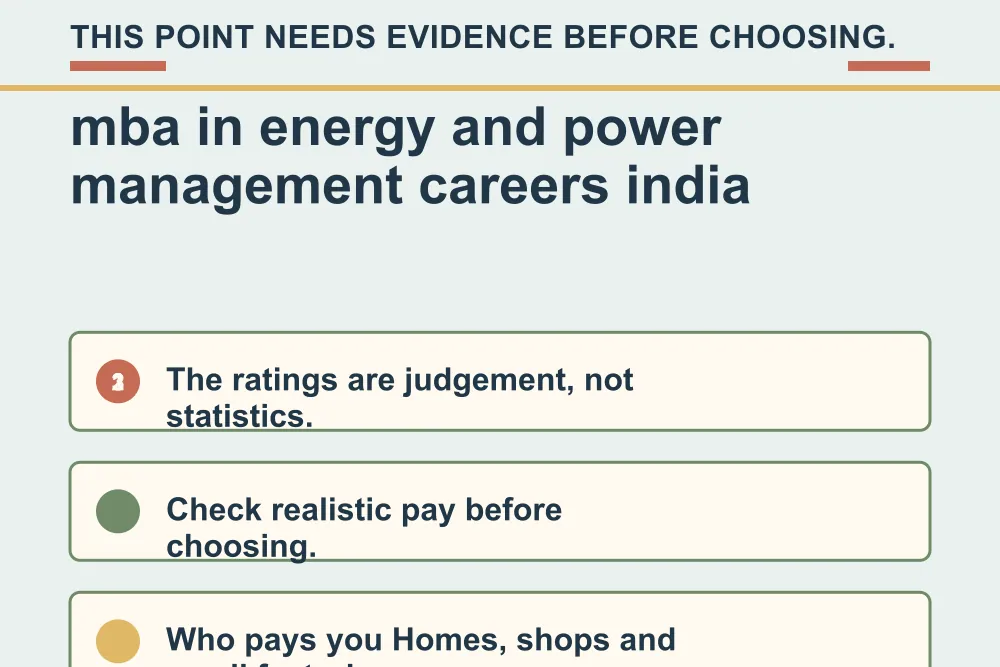 THIS POINT NEEDS EVIDENCE BEFORE CHOOSING.
mba in energy and power
management careers india
The ratings are judgement, not
statistics.
Check realistic pay before
choosing.
Who pays you Homes, shops and